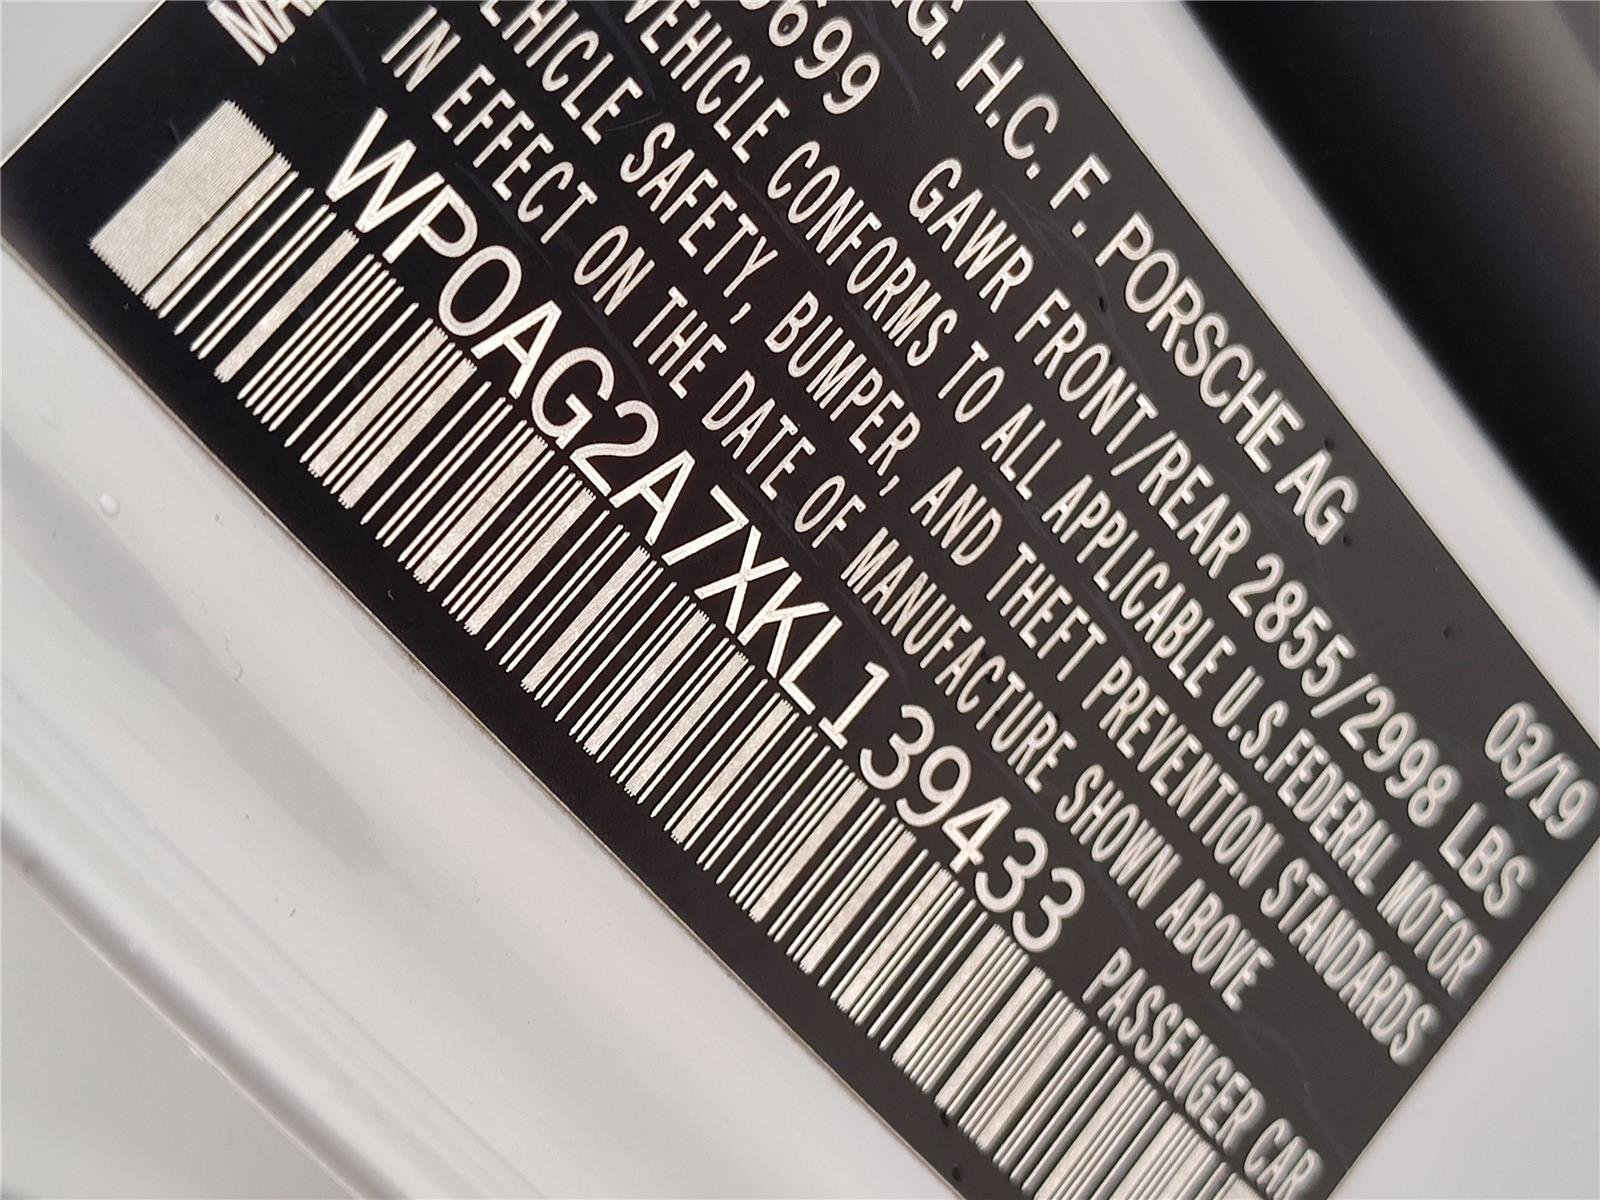 ING. H.C. F. PORSCHE AG 03/19
GAWR FRONT/REAR 2855/2998 LBS
VEHICLE CONFORMS TO ALL APPLICABLE U.S.FEDERAL MOTOR
VEHICLE SAFETY, BUMPER, AND THEFT PREVENTION STANDARDS
IN EFFECT ON THE DATE OF MANUFACTURE SHOWN ABOVE
WP0AG2A7XKL139433 PASSENGER CAR